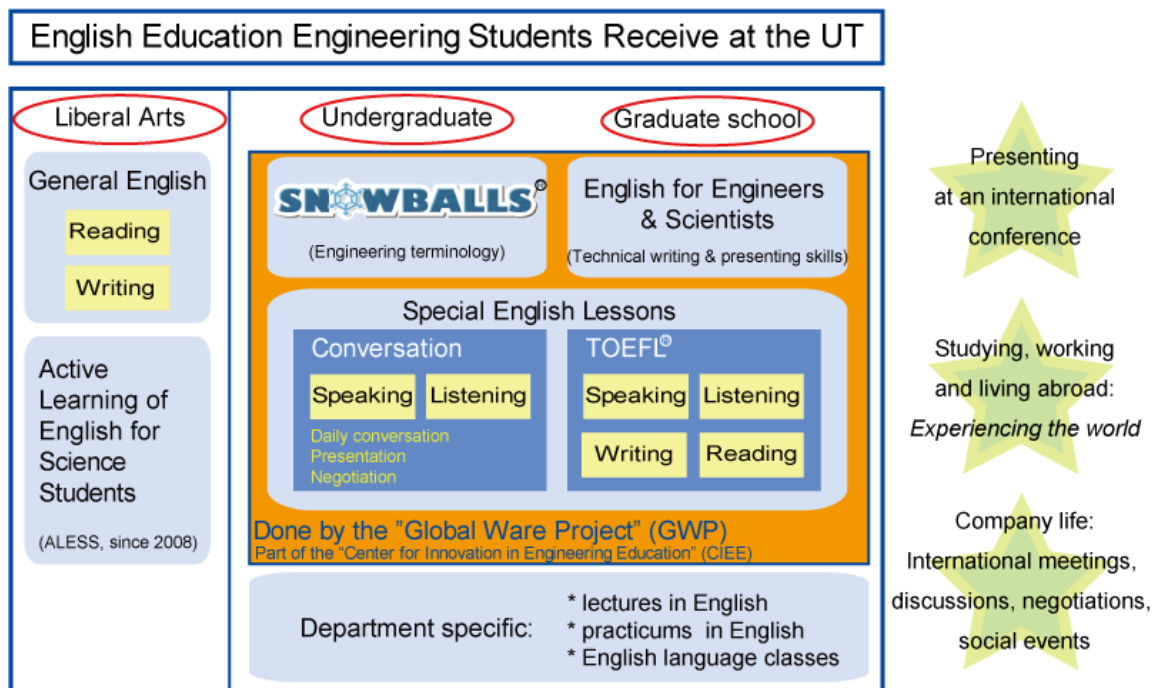 English Education Engineering Students Receive at the UT
Liberal Arts
Undergraduate
Graduate school
General English
Reading
Writing
Active
Learning of
English for
Science
Students
(ALESS, since 2008)
SNOWBALLS®
(Engineering terminology)
English for Engineers
& Scientists
(Technical writing & presenting skills)
Special English Lessons
Conversation
Speaking
Listening
Daily conversation
Presentation
Negotiation
TOEFL®
Speaking
Listening
Writing
Reading
Done by the "Global Ware Project" (GWP)
Part of the "Center for Innovation in Engineering Education" (CIEE)
Department specific:
* lectures in English
* practicums in English
* English language classes
Presenting
at an international
conference
Studying, working
and living abroad:
Experiencing the world
Company life:
International meetings,
discussions, negotiations,
social events